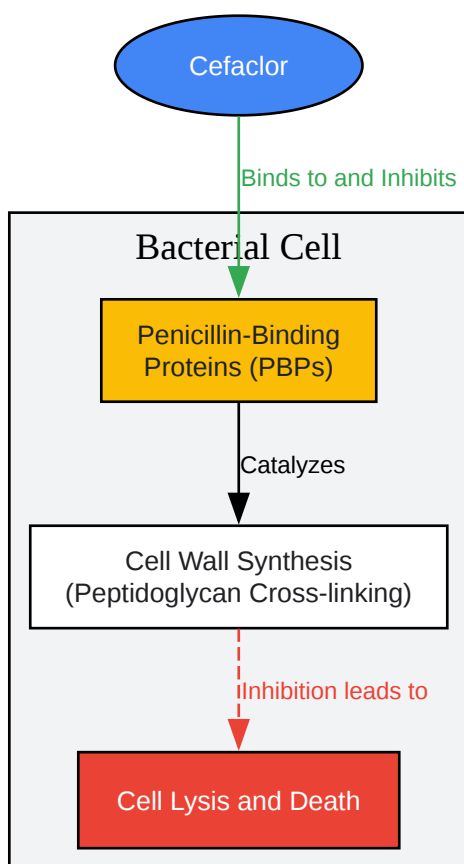 Cefaclor
Binds to and Inhibits
Bacterial Cell
Penicillin-Binding
Proteins (PBPs)
Catalyzes
Cell Wall Synthesis
(Peptidoglycan Cross-linking)
Inhibition leads to
Cell Lysis and Death